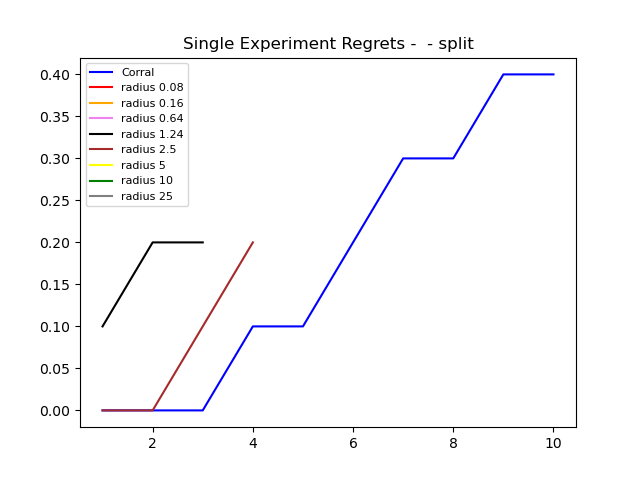 Single Experiment Regrets -  - split
Corral
radius 0.08
radius 0.16
radius 0.64
radius 1.24
radius 2.5
radius 5
radius 10
radius 25
0.40
0.35
0.30
0.25
0.20
0.15
0.10
0.05
0.00
2 4 6 8 10